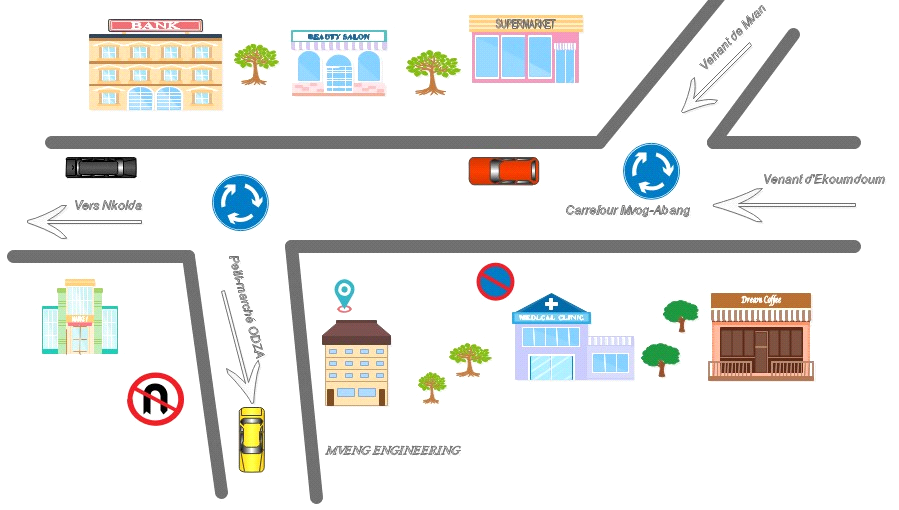 BANK
BEAUTY SALON
SUPERMARKET
Venant de Mvan
Venant d'Ekoumdoum
Vers Nkolda
Carrefour Mvog-Abang
Petit-marché ODZA
MEDICAL CLINIC
Dream Coffee
MVENG ENGINEERING